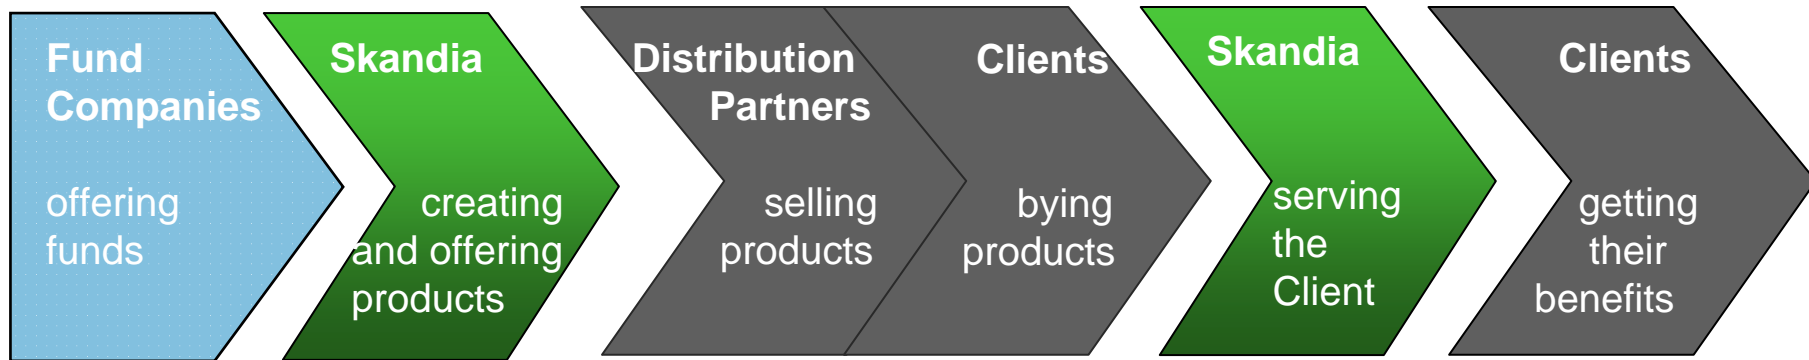 Fund
Companies
offering
funds
Skandia
creating
and offering
products
Distribution
Partners
selling
products
Clients
bying
products
Skandia
serving
the
Client
Clients
getting
their
benefits